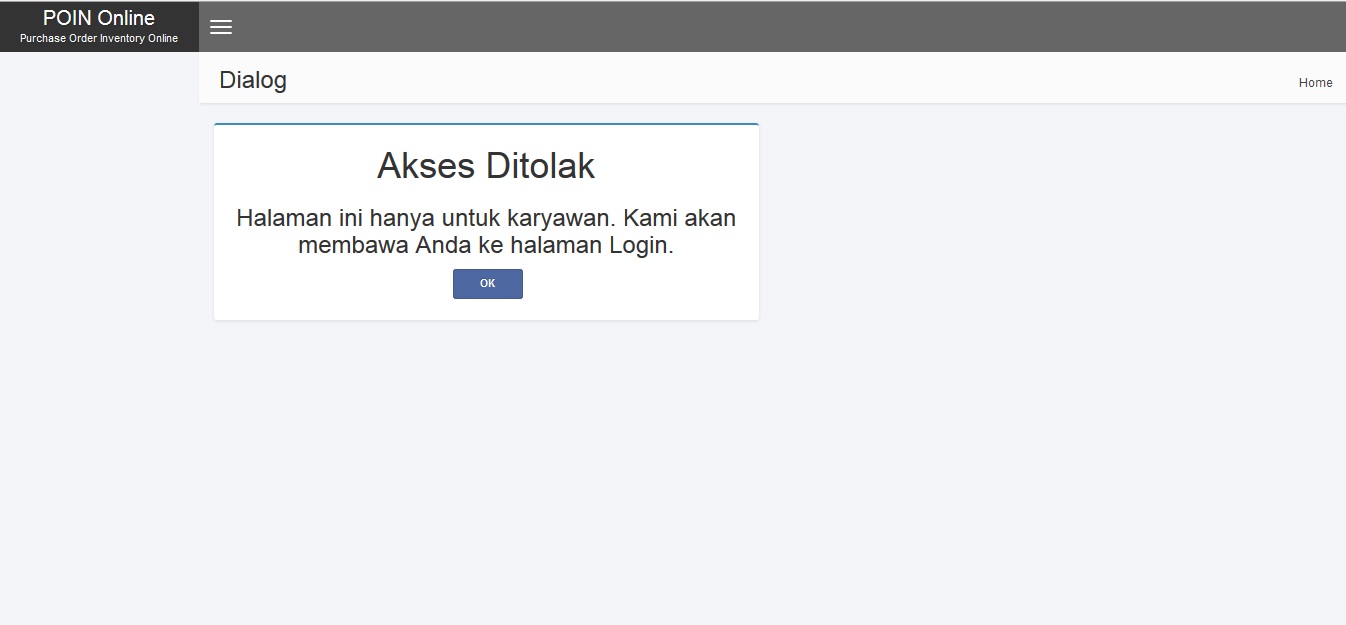 POIN Online
Purchase Order Inventory Online
Dialog
Home
Akses Ditolak
Halaman ini hanya untuk karyawan. Kami akan
membawa Anda ke halaman Login.
OK